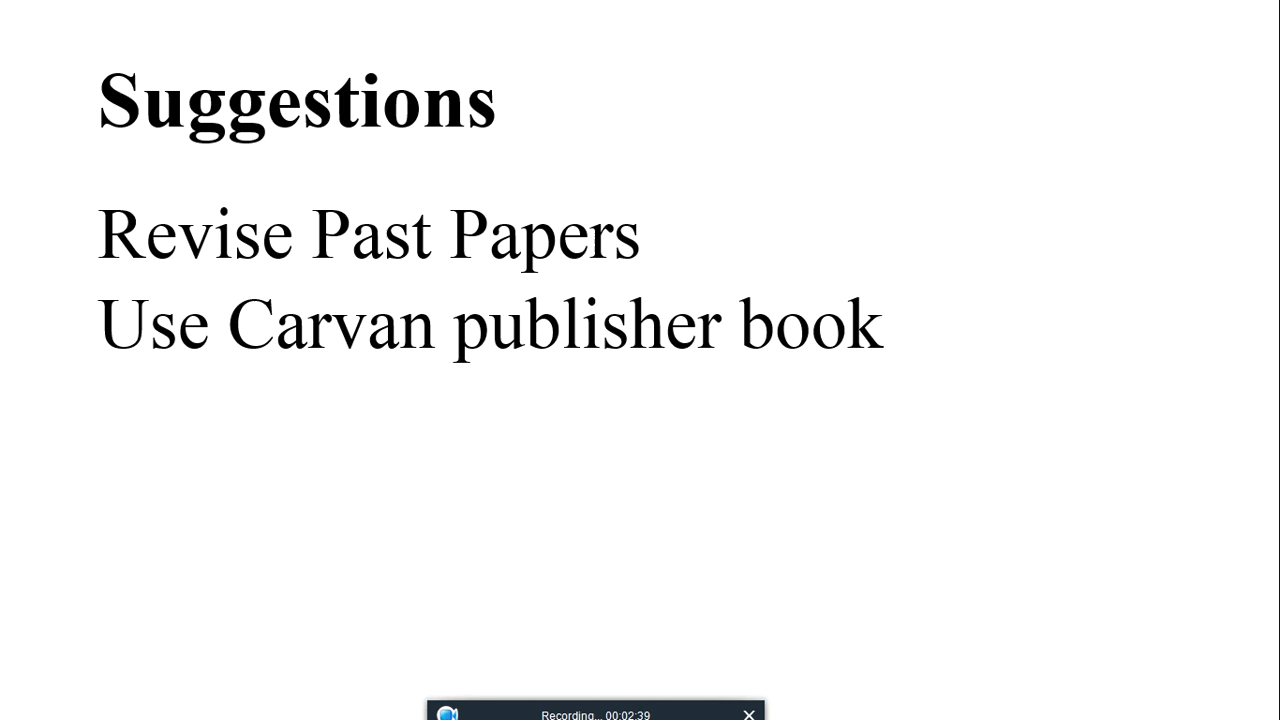 Suggestions
Revise Past Papers
Use Carvan publisher book
Recording... 00:02:39